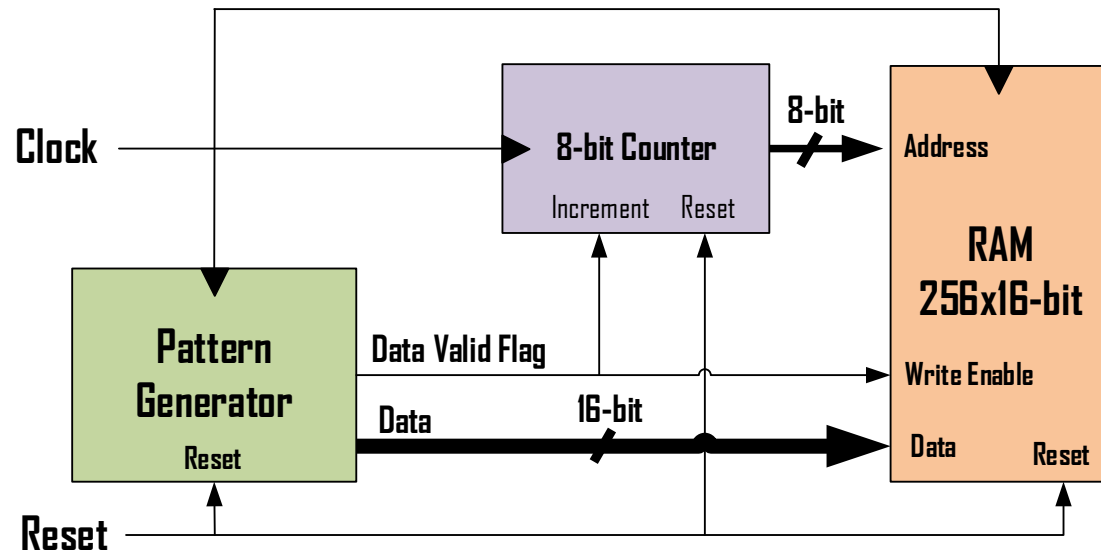 Clock
8-bit Counter
Increment
Reset
8-bit
Address
RAM
256x16-bit
Write Enable
Data
Reset
Pattern
Generator
Reset
Data Valid Flag
Data
16-bit
Reset